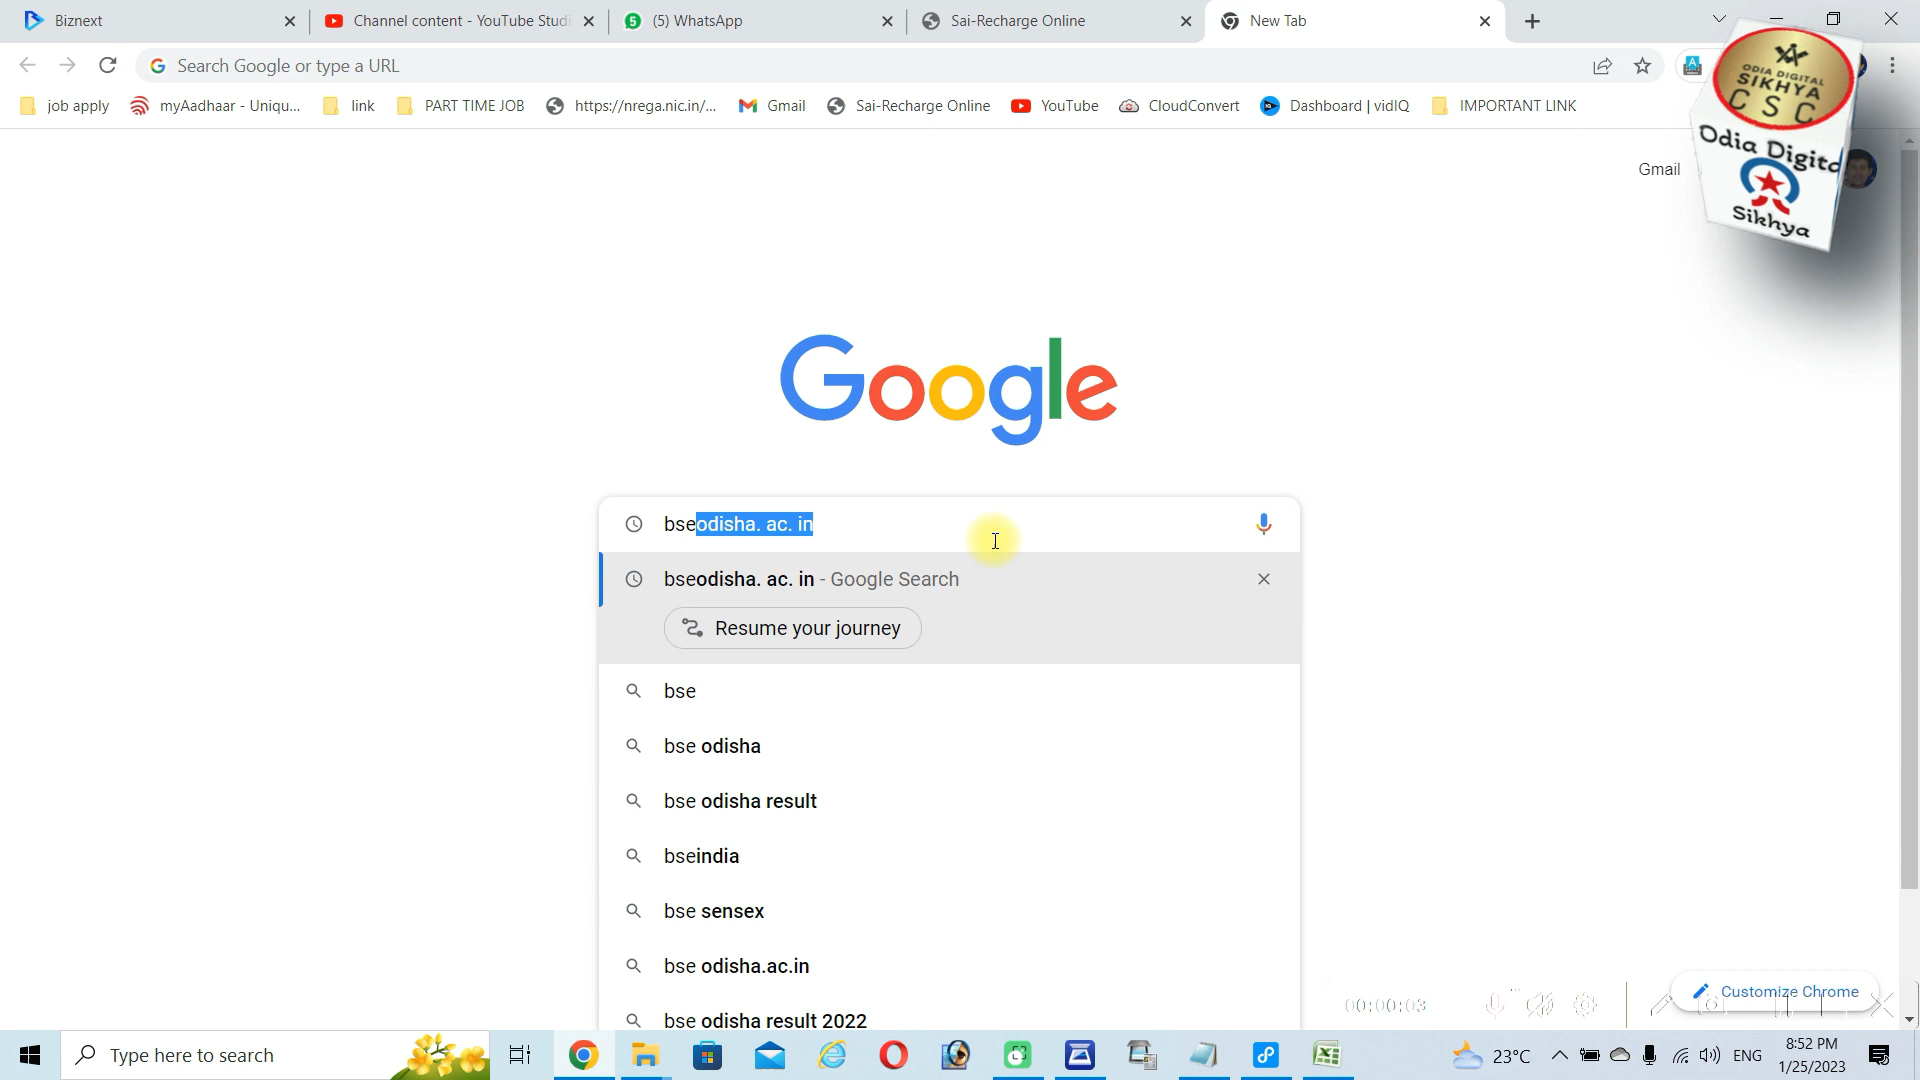 Biznext
Channel content - YouTube Studi
(5) WhatsApp
Sai-Recharge Online
New Tab
Search Google or type a URL
job apply
myAadhaar - Uniqu...
link
PART TIME JOB
https://nrega.nic.in/...
Gmail
Sai-Recharge Online
YouTube
CloudConvert
Dashboard | vidIQ
IMPORTANT LINK
ODIA DIGITAL
SIKHYA
CSC
Odia Digita
Sikhya
Gmail
Google
bseodisha. ac. in
bseodisha. ac. in - Google Search
Resume your journey
bse
bse odisha
bse odisha result
bseindia
bse sensex
bse odisha.ac.in
bse odisha result 2022
00:00:03
Customize Chrome
Type here to search
23°C
ENG
8:52 PM
1/25/2023